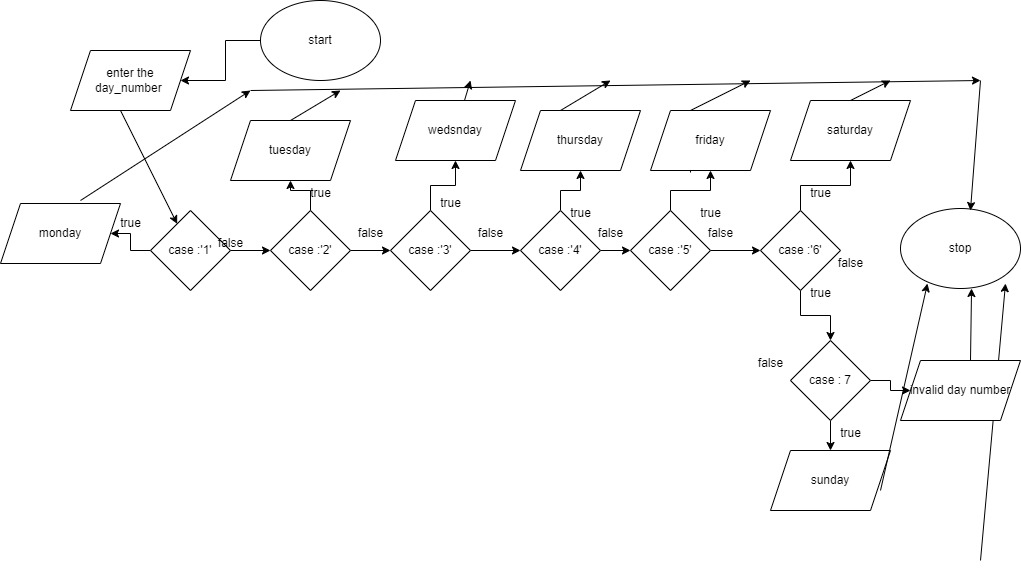 start
enter the
day_number
tuesday
wedsnday
thursday
friday
saturday
monday
true
true
true
true
true
true
case :'1'
false
case :'2'
false
case :'3'
false
case :'4'
false
case :'5'
false
case :'6'
false
stop
true
false
case : 7
invalid day number
true
sunday